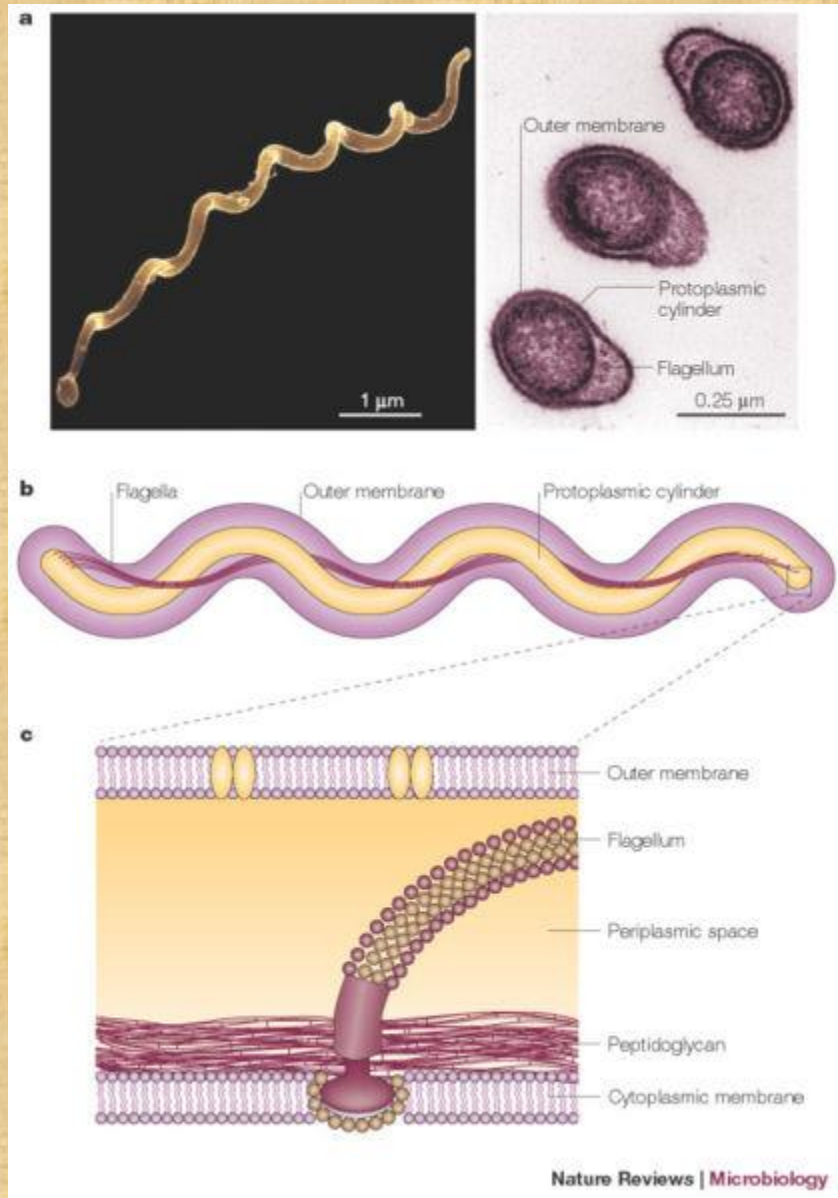 a
Outer membrane
Protoplasmic
cylinder
Flagellum
1 µm
0.25 µm
b
Flagella
Outer membrane
Protoplasmic cylinder
c
Outer membrane
Flagellum
Periplasmic space
Peptidoglycan
Cytoplasmic membrane
Nature Reviews | Microbiology